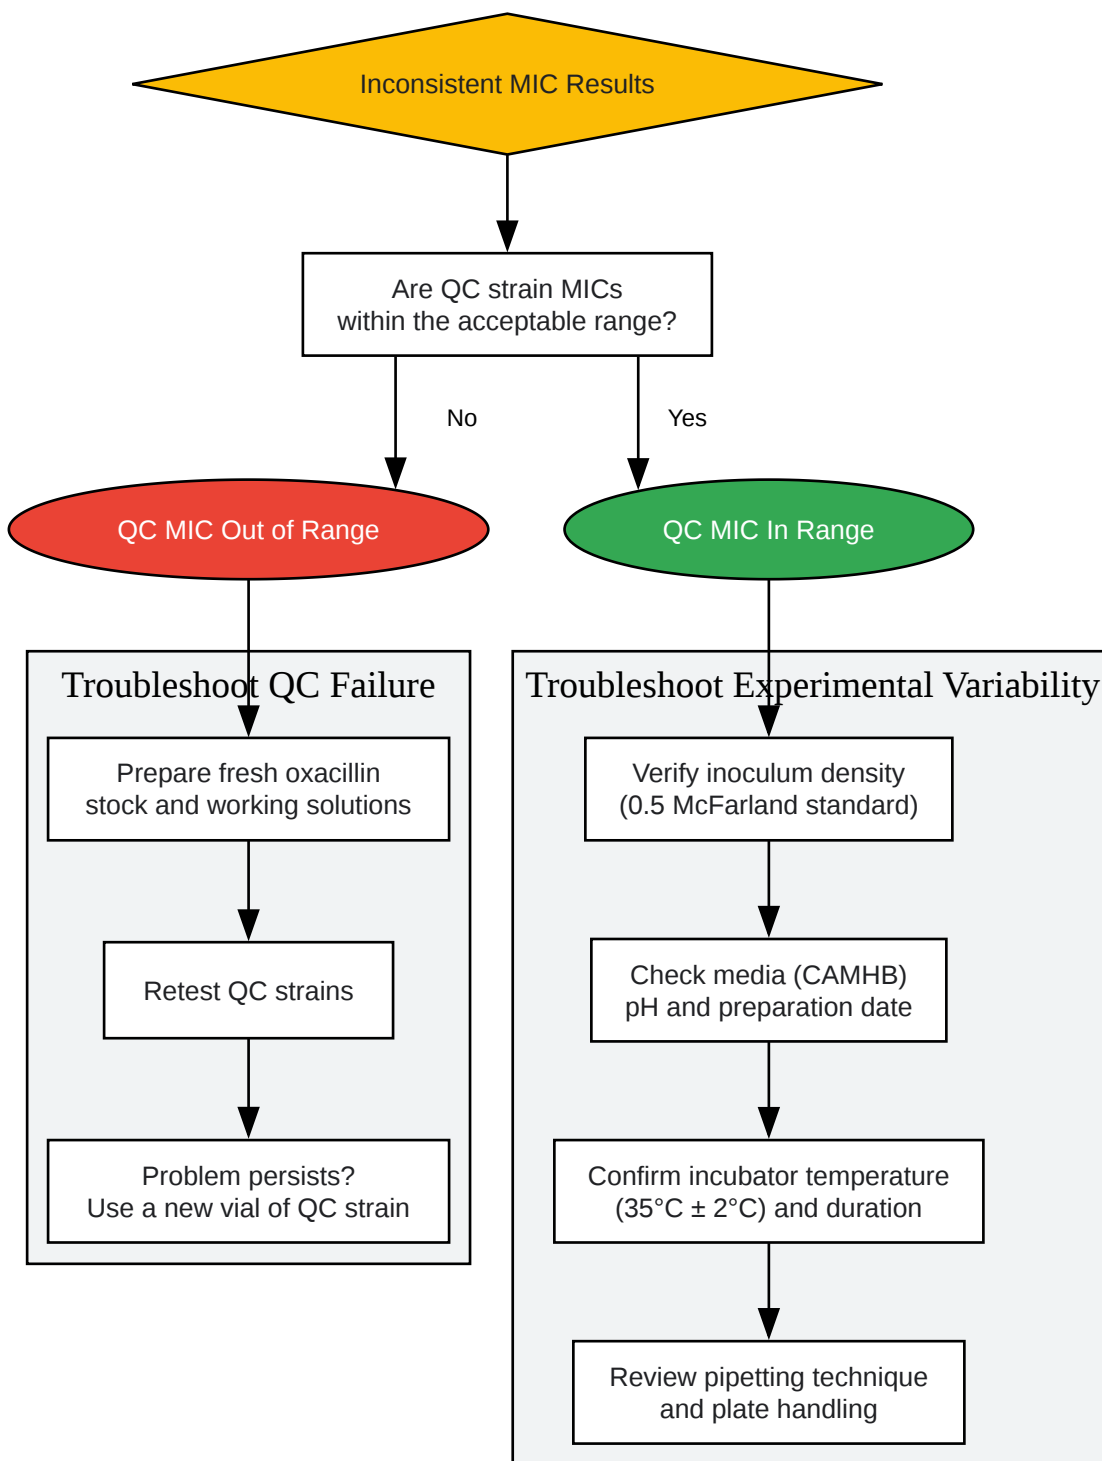 Inconsistent MIC Results
Are QC strain MICs
within the acceptable range?
No
Yes
QC MIC Out of Range
QC MIC In Range
Troubleshoot QC Failure
Prepare fresh oxacillin
stock and working solutions
Retest QC strains
Problem persists?
Use a new vial of QC strain
Troubleshoot Experimental Variability
Verify inoculum density
(0.5 McFarland standard)
Check media (CAMHB)
pH and preparation date
Confirm incubator temperature
(35°C ± 2°C) and duration
Review pipetting technique
and plate handling